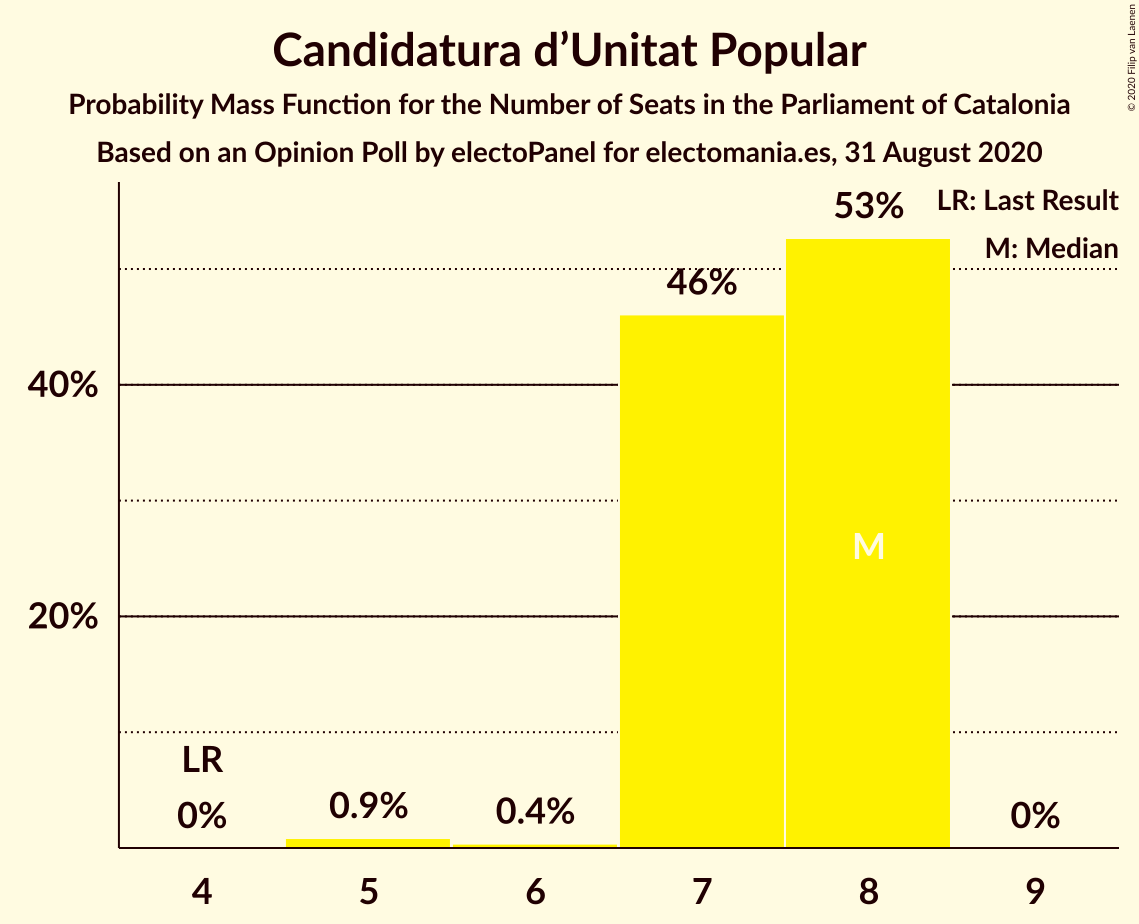 Candidatura d’Unitat Popular
Probability Mass Function for the Number of Seats in the Parliament of Catalonia
Based on an Opinion Poll by electoPanel for electomania.es, 31 August 2020
© 2020 Filip van Laenen
LR: Last Result
M: Median
53%
46%
40%
M
20%
LR
0%
0.9%
0.4%
0%
4
5
6
7
8
9